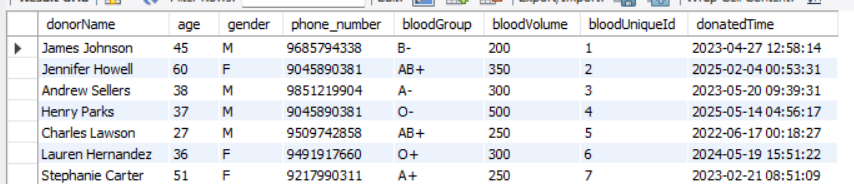 donorName age gender phone_number bloodGroup bloodVolume bloodUniqueId donatedTime
James Johnson 45 M 9685794338 B- 200 1 2023-04-27 12:58:14
Jennifer Howell 60 F 9045890381 AB+ 350 2 2025-02-04 00:53:31
Andrew Sellers 38 M 9851219904 A- 300 3 2023-05-20 09:39:31
Henry Parks 37 M 9045890381 O- 500 4 2025-05-14 04:56:17
Charles Lawson 27 M 9509742858 AB+ 250 5 2022-06-17 00:18:27
Lauren Hernandez 36 F 9491917660 O+ 300 6 2024-05-19 15:51:22
Stephanie Carter 51 F 9217990311 A+ 250 7 2023-02-21 08:51:09